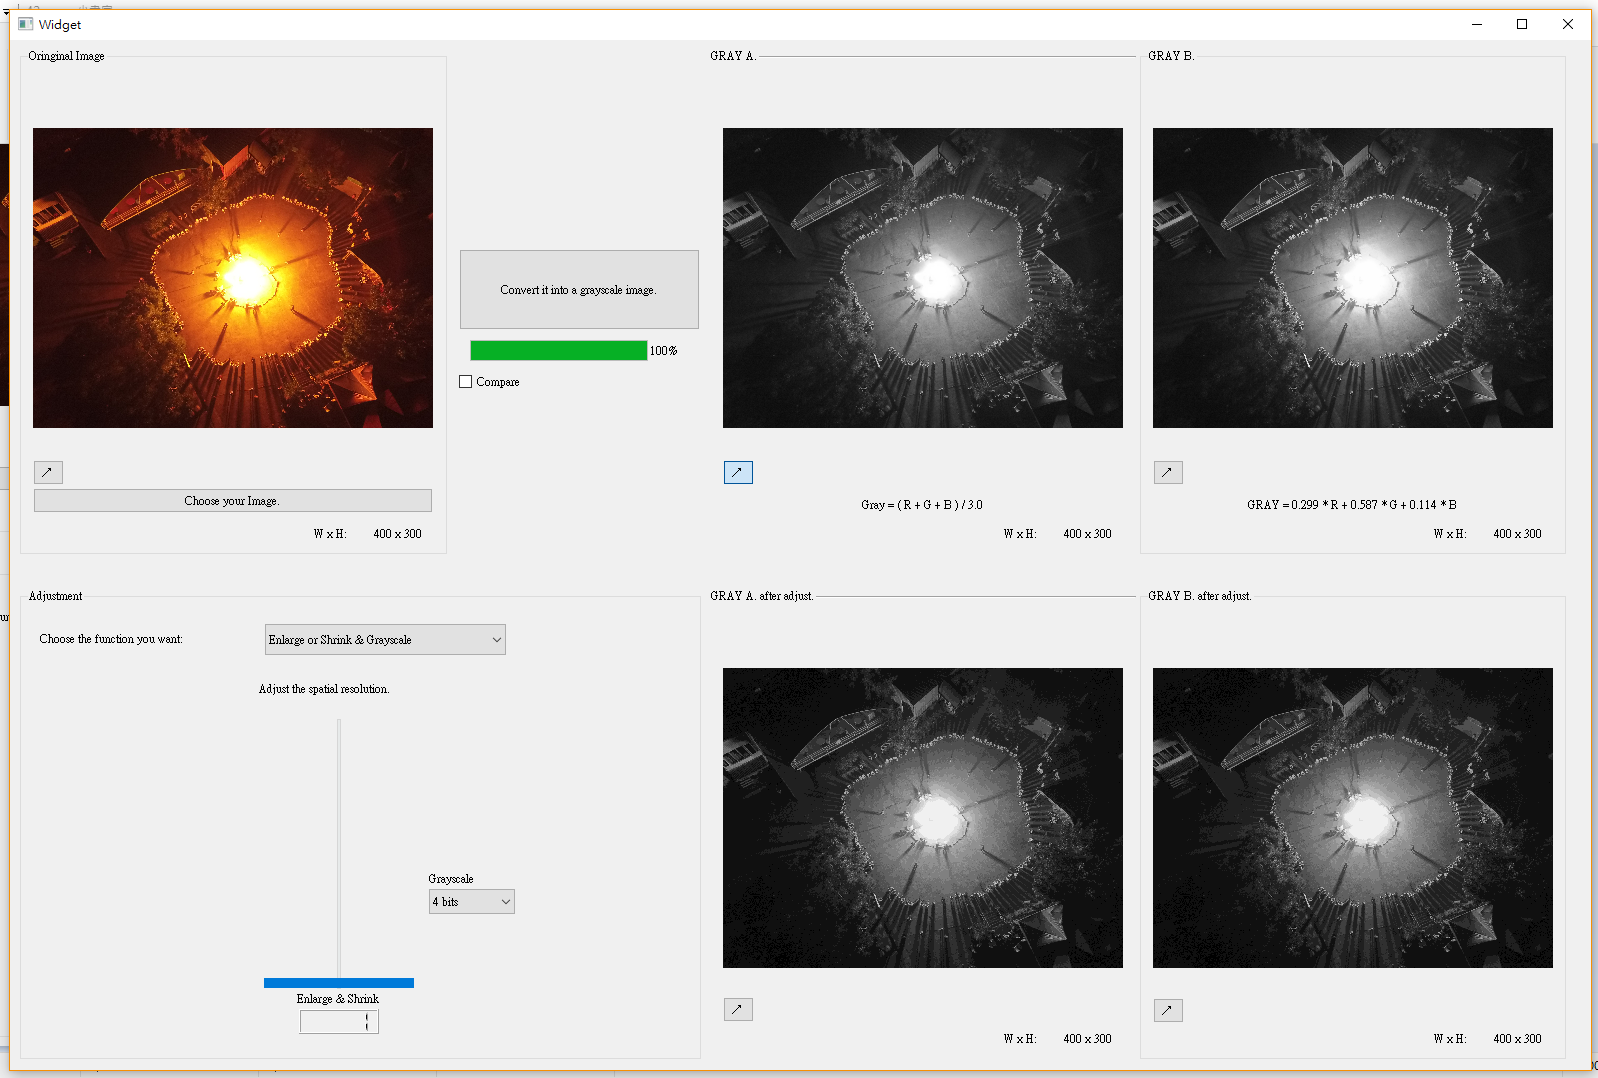 Widget
Oringinal Image
GRAY A.
GRAY B.
Convert it into a grayscale image.
100%
Compare
Choose your Image.
Gray = ( R + G + B ) / 3.0
GRAY = 0.299 * R + 0.587 * G + 0.114 * B
W x H: 400 x 300
W x H: 400 x 300
W x H: 400 x 300
Adjustment
GRAY A. after adjust.
GRAY B. after adjust.
Choose the function you want:
Enlarge or Shrink & Grayscale
Adjust the spatial resolution.
Grayscale
4 bits
Enlarge & Shrink
W x H: 400 x 300
W x H: 400 x 300